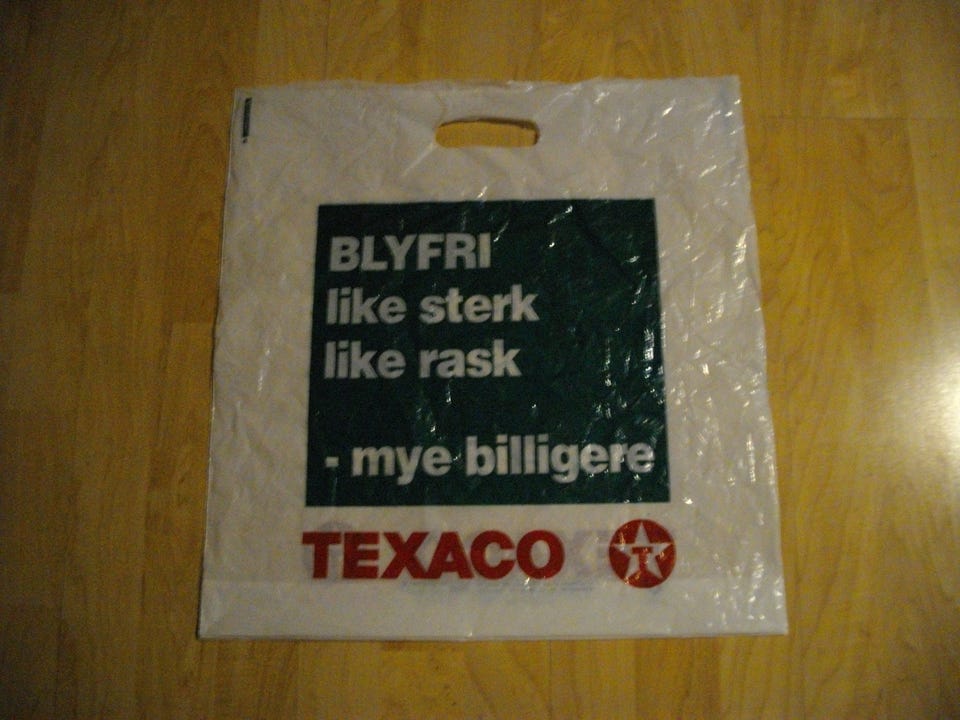 BLYFRI
like sterk
like rask
- mye billigere
TEXACO T